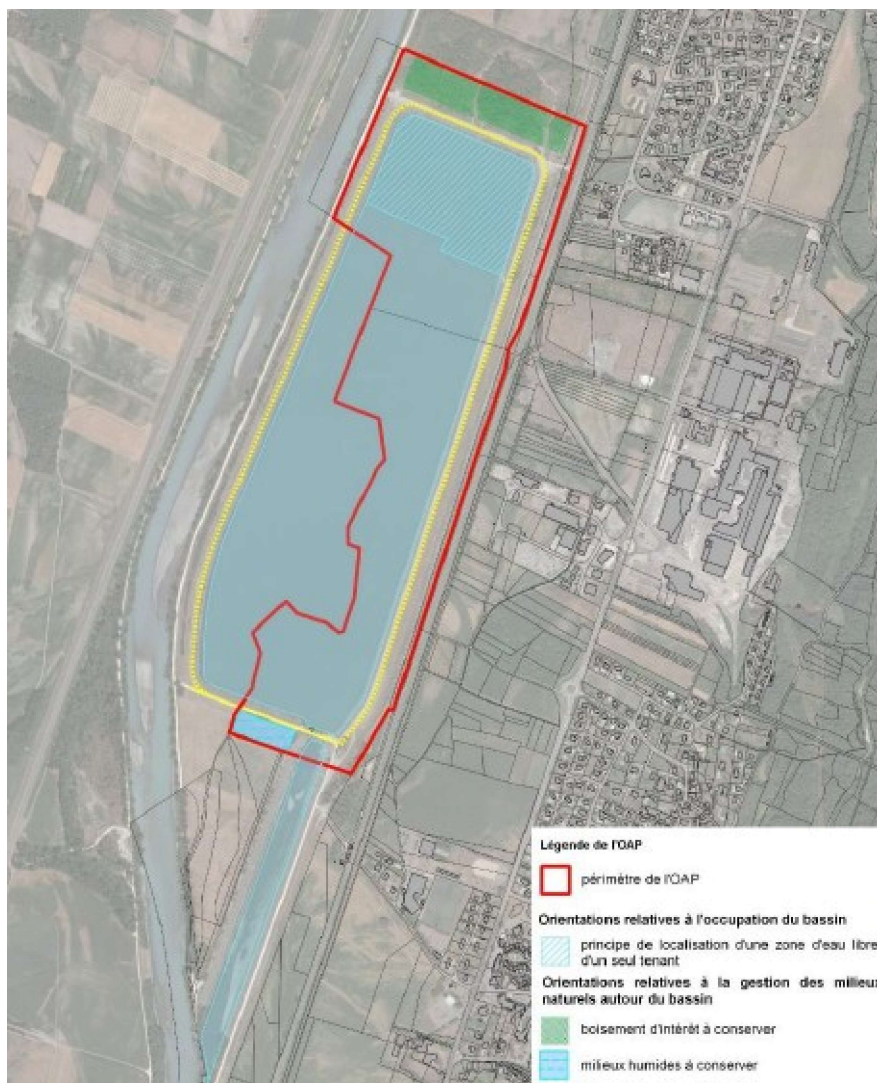 Légende de l'OAP
périmètre de l'OAP
Orientations relatives à l'occupation du bassin
principe de localisation d'une zone d'eau libre
d'un seul tenant
Orientations relatives à la gestion des milieux
naturels autour du bassin
boisement d'intérêt à conserver
milieux humides à conserver